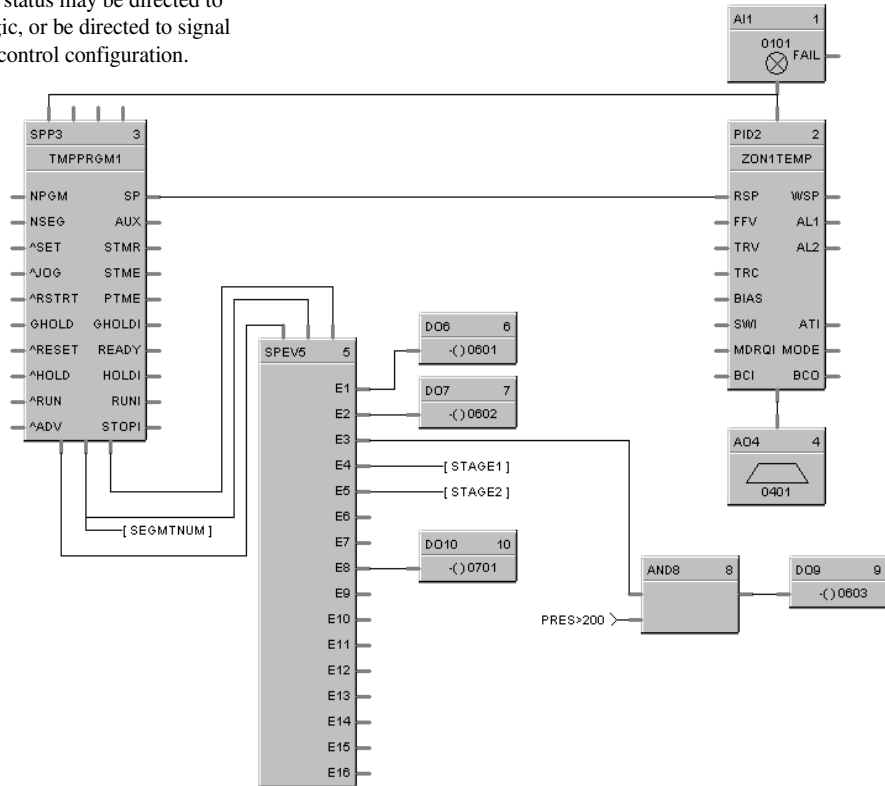 status may be directed to
gic, or be directed to signal
control configuration.
AI1 1
0101
FAIL
SPP3 3
TMPPRGM1
NPGM SP
NSEG AUX
^SET STMR
^JOG STME
^RSTRT PTME
GHOLD GHOLDI
^RESET READY
^HOLD HOLDI
^RUN RUNI
^ADV STOPI
[ SEGMTNUM ]
PID2 2
ZON1TEMP
RSP WSP
FFV AL1
TRV AL2
TRC
BIAS
SWI ATI
MDRQI MODE
BCI BCO
AO4 4
0401
SPEV5 5
E1
E2
E3
E4
E5
E6
E7
E8
E9
E10
E11
E12
E13
E14
E15
E16
DO6 6
-( ) 0601
DO7 7
-( ) 0602
[ STAGE1 ]
[ STAGE2 ]
DO10 10
-( ) 0701
AND8 8
PRES>200
DO9 9
-( ) 0603